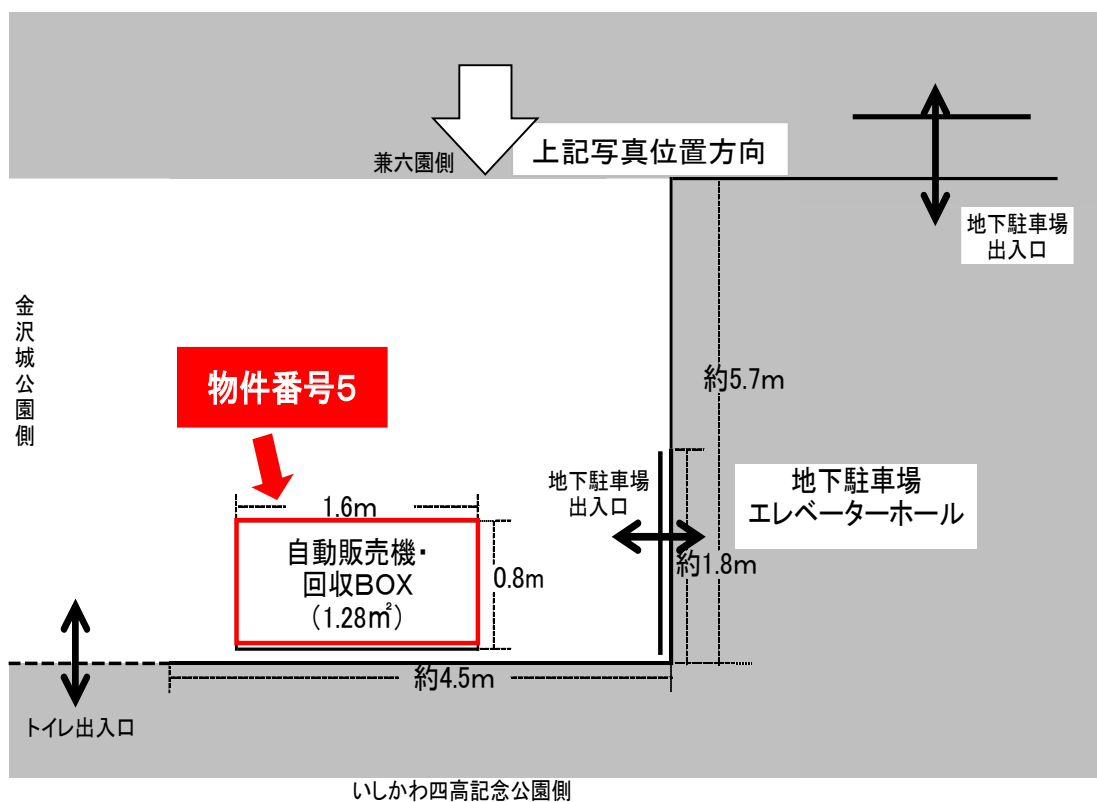 上記写真位置方向
兼六園側
地下駐車場
出入口
金沢城公園側
物件番号5
約5.7m
1.6m
地下駐車場
出入口
地下駐車場
エレベーターホール
自動販売機・
回収BOX
(1.28㎡)
0.8m
約1.8m
約4.5m
トイレ出入口
いしかわ四高記念公園側